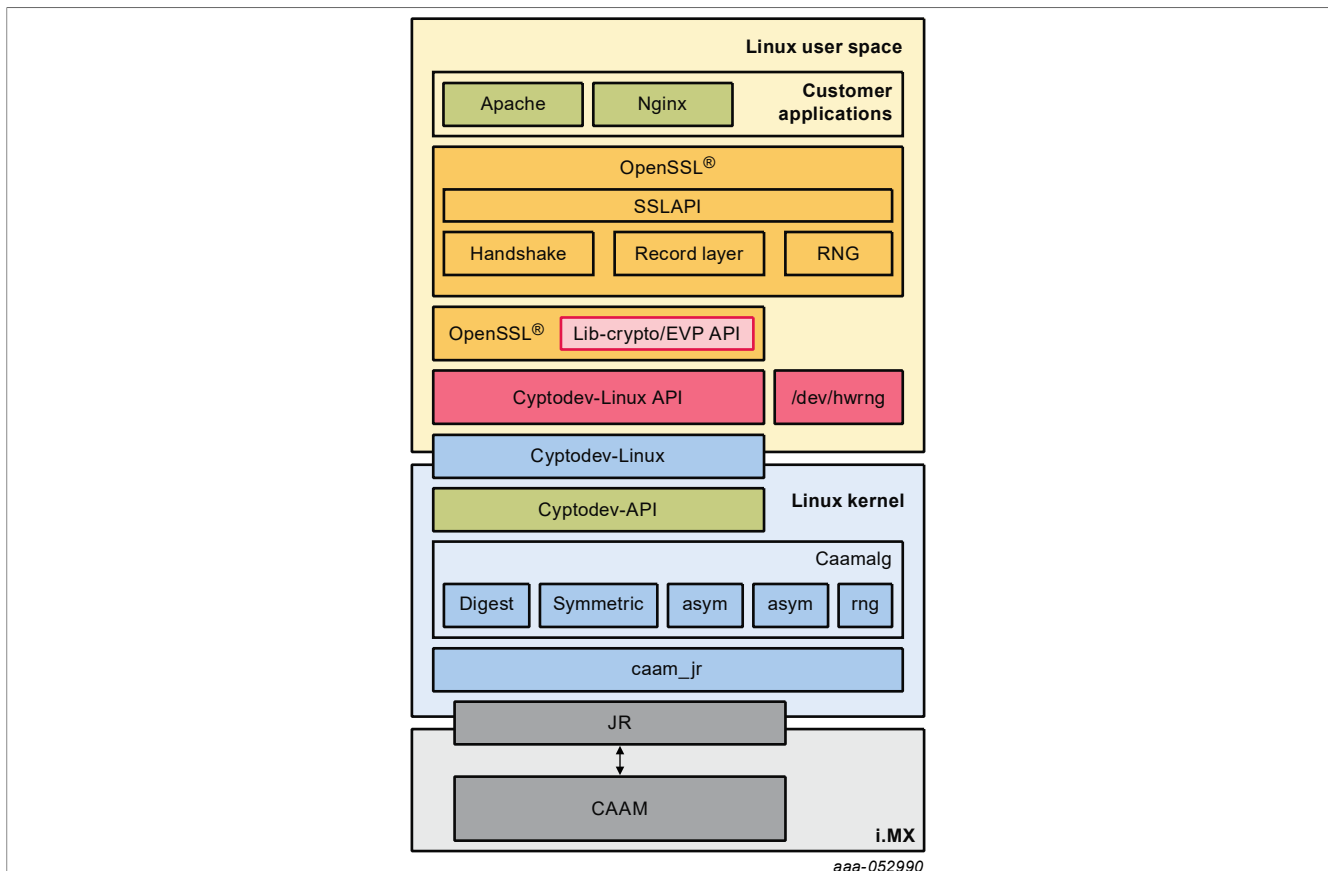 Linux user space
Customer
applications
Apache
Nginx
OpenSSL®
SSLAPI
Handshake
Record layer
RNG
OpenSSL®
Lib-crypto/EVP API
Cyptodev-Linux API
/dev/hwrng
Cyptodev-Linux
Cyptodev-API
Linux kernel
Caamalg
Digest
Symmetric
asym
asym
rng
caam_jr
JR
CAAM
i.MX
aaa-052990